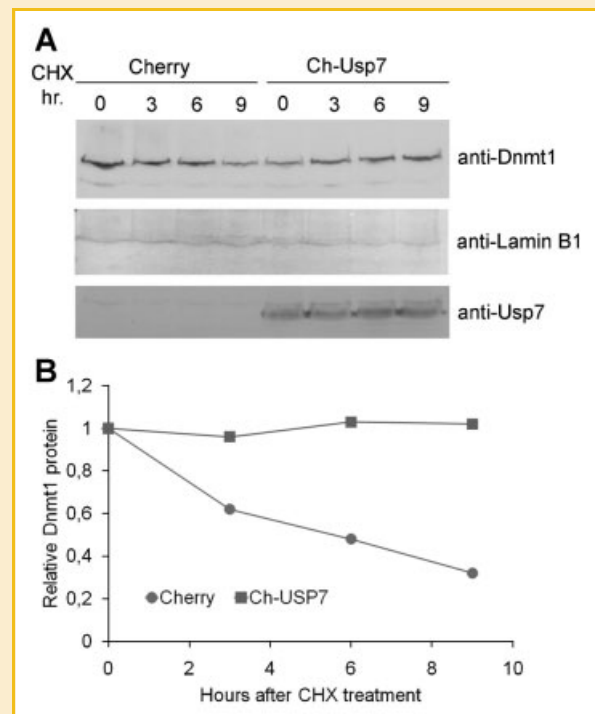 A
CHX Cherry Ch-Usp7
hr. 0 3 6 9 0 3 6 9
anti-Dnmt1
anti-Lamin B1
anti-Usp7
B
1,2
1
0,8
0,6
0,4
0,2
0
Relative Dnmt1 protein
Cherry Ch-USP7
0 2 4 6 8 10
Hours after CHX treatment